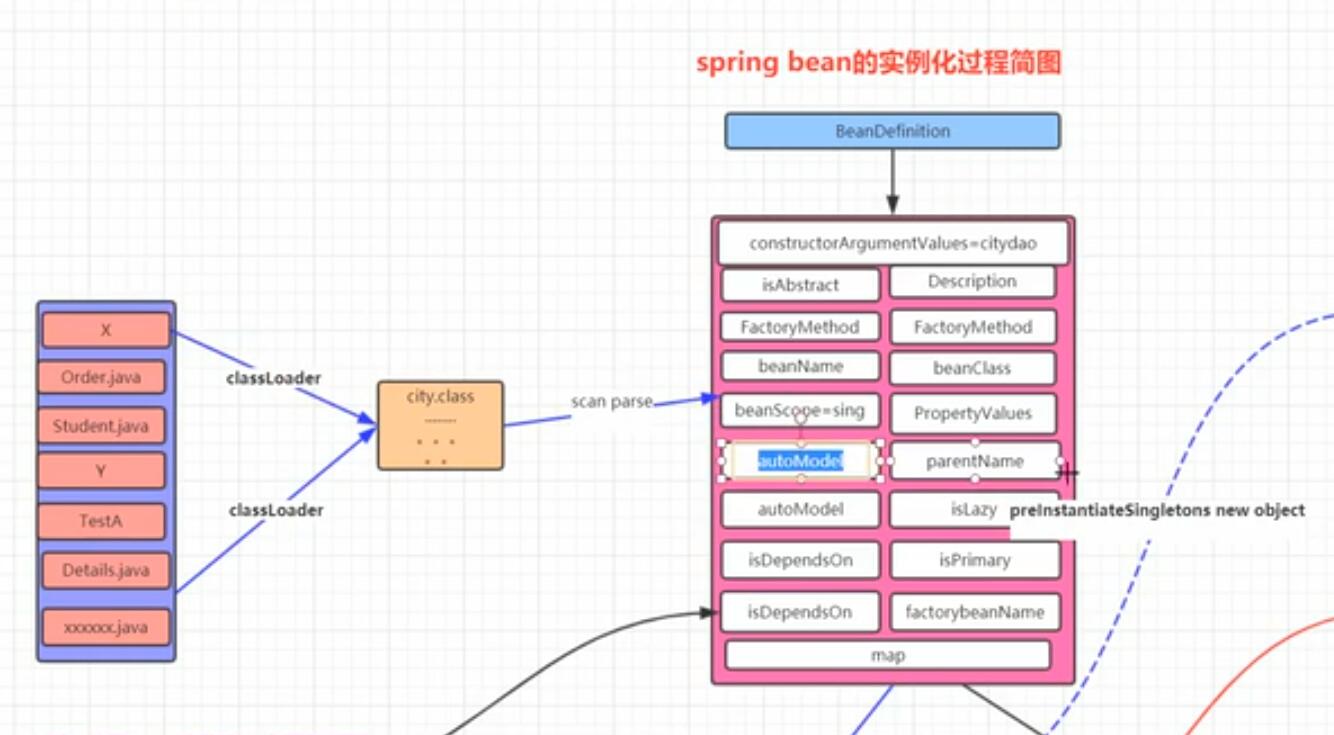 spring bean的实例化过程简图
BeanDefinition
constructorArgumentValues=citydao
isAbstract
Description
FactoryMethod
FactoryMethod
beanName
beanClass
beanScope=sing
PropertyValues
autoModel
parentName
autoModel
isLazy
preInstantiateSingletons new object
isDependsOn
isPrimary
isDependsOn
factorybeanName
map
X
Order.java
Student.java
Y
TestA
Details.java
xxxxxx.java
classLoader
classLoader
city.class
.......
. . .
. .
scan parse